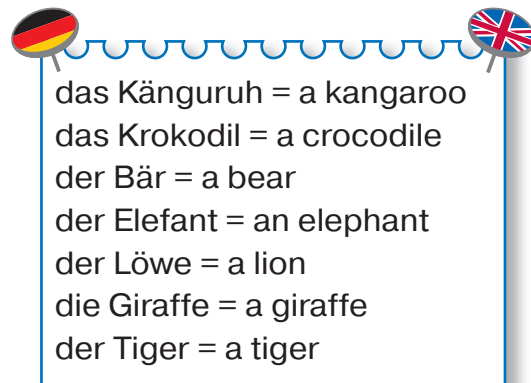 das Känguruh = a kangaroo
das Krokodil = a crocodile
der Bär = a bear
der Elefant = an elephant
der Löwe = a lion
die Giraffe = a giraffe
der Tiger = a tiger